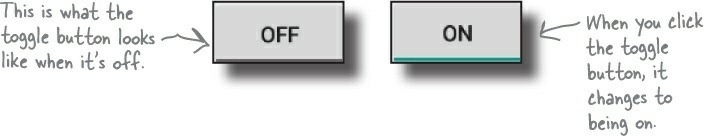 This is what the
toggle button looks
like when it's off.
OFF
ON
When you click
the toggle
button, it
changes to
being on.